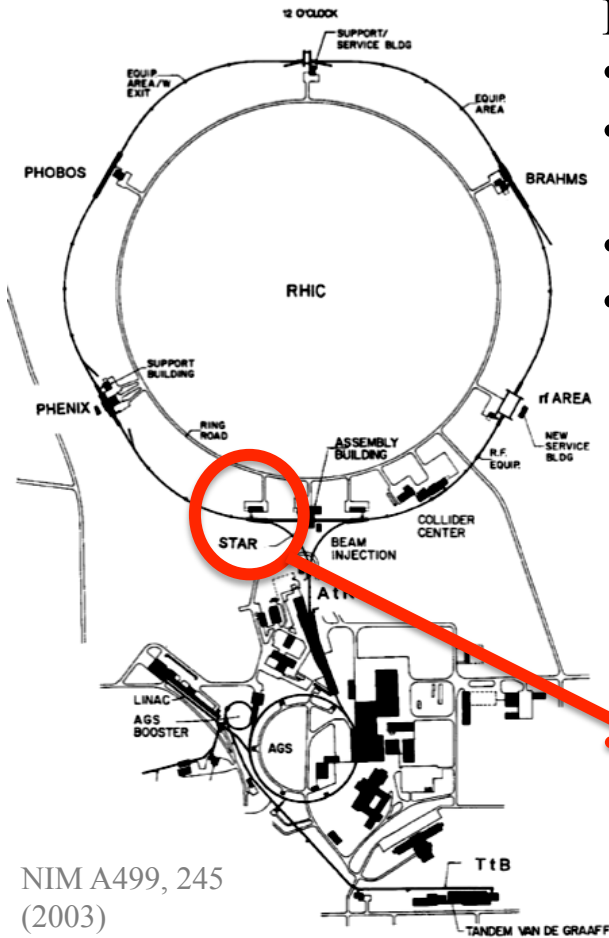 12 O'CLOCK
SUPPORT/
SERVICE BLDG
EQUIP.
AREA/W
EXIT
EQUIP.
AREA
PHOBOS
BRAHMS
RHIC
SUPPORT
BUILDING
PHENIX
rf AREA
NEW
SERVICE
BLDG
RING
ROAD
ASSEMBLY
BUILDING
R.F.
EQUIP.
COLLIDER
CENTER
STAR
BEAM
INJECTION
LINAC
AGS
BOOSTER
AGS
NIM A499, 245
(2003)
TtB
TANDEM VAN DE GRAAFF